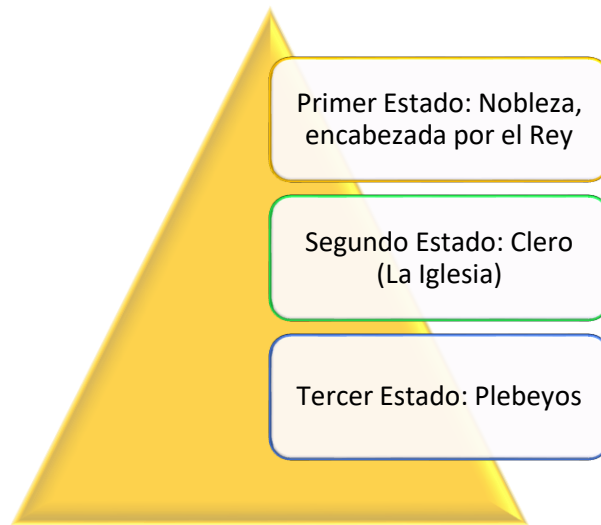 Primer Estado: Nobleza,
encabezada por el Rey
Segundo Estado: Clero
(La Iglesia)
Tercer Estado: Plebeyos